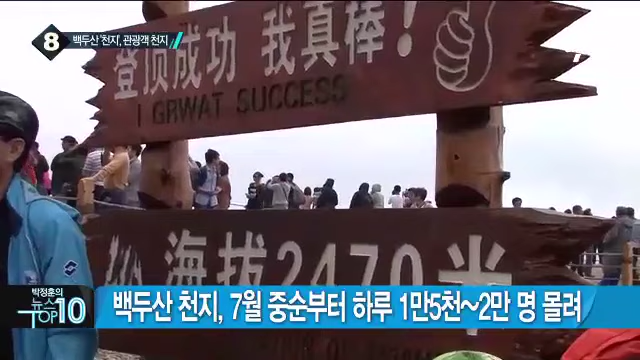 8 백두산 '천지', 관광객 천지
登顶成功 我真棒!
I GRWAT SUCCESS
海拔2470米
박정훈의
뉴스 TOP10
백두산 천지, 7월 중순부터 하루 1만5천~2만 명 몰려